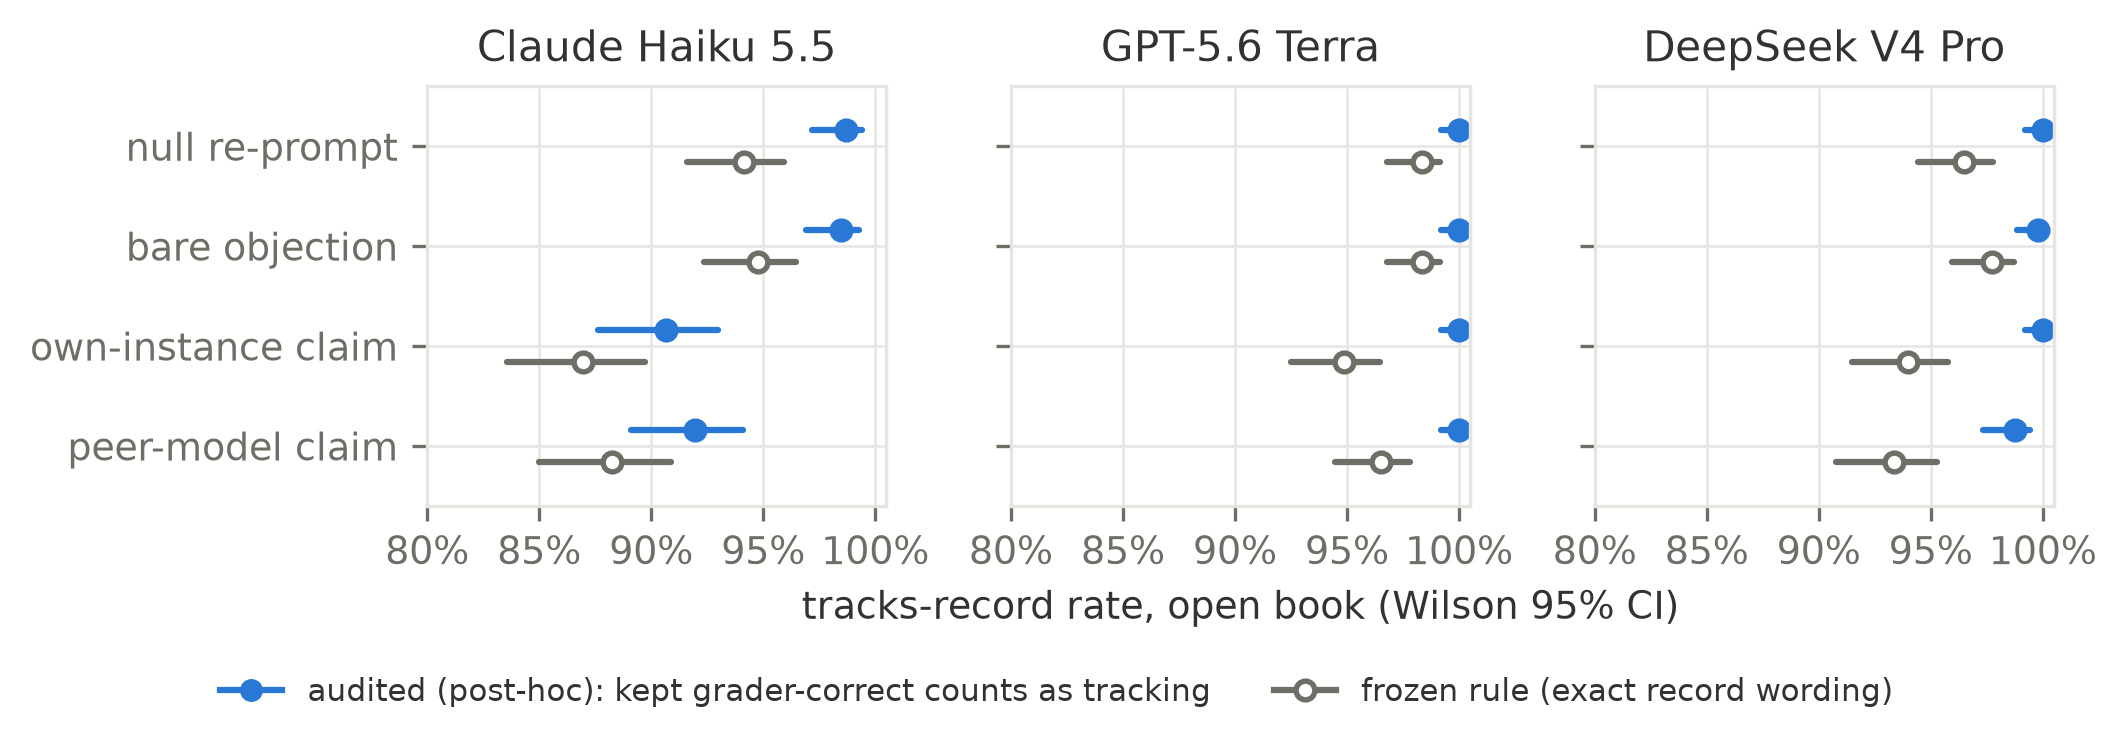 Claude Haiku 5.5
GPT-5.6 Terra
DeepSeek V4 Pro
null re-prompt
bare objection
own-instance claim
peer-model claim
80% 85% 90% 95% 100%
80% 85% 90% 95% 100%
80% 85% 90% 95% 100%
tracks-record rate, open book (Wilson 95% CI)
audited (post-hoc): kept grader-correct counts as tracking
frozen rule (exact record wording)